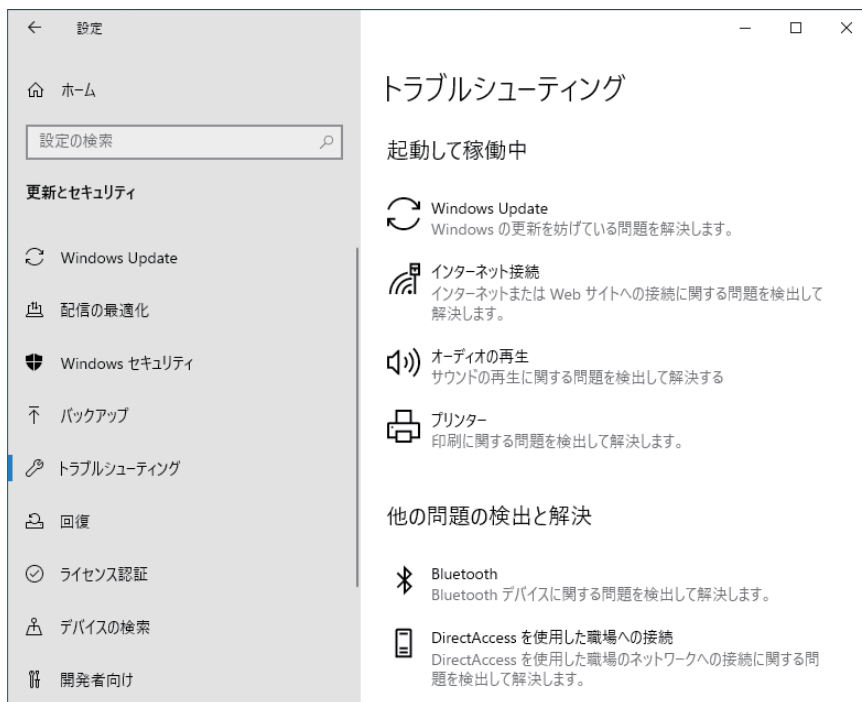 設定
ホーム
設定の検索
更新とセキュリティ
Windows Update
配信の最適化
Windows セキュリティ
バックアップ
トラブルシューティング
回復
ライセンス認証
デバイスの検索
開発者向け
トラブルシューティング
起動して稼働中
Windows Update
Windows の更新を妨げている問題を解決します。
インターネット接続
インターネットまたは Web サイトへの接続に関する問題を検出して
解決します。
オーディオの再生
サウンドの再生に関する問題を検出して解決する
プリンター
印刷に関する問題を検出して解決します。
他の問題の検出と解決
Bluetooth
Bluetooth デバイスに関する問題を検出して解決します。
DirectAccess を使用した職場への接続
DirectAccess を使用した職場のネットワークへの接続に関する問
題を検出して解決します。